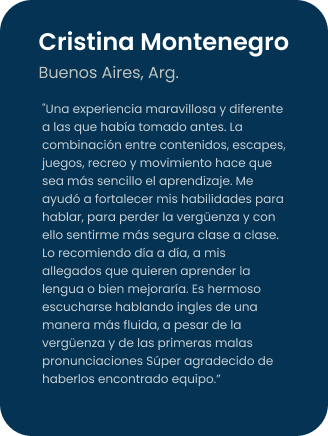 Cristina Montenegro
Buenos Aires, Arg.
"Una experiencia maravillosa y diferente
a las que había tomado antes. La
combinación entre contenidos, escapes,
juegos, recreo y movimiento hace que
sea más sencillo el aprendizaje. Me
ayudó a fortalecer mis habilidades para
hablar, para perder la vergüenza y con
ello sentirme más segura clase a clase.
Lo recomiendo día a día, a mis
allegados que quieren aprender la
lengua o bien mejoraría. Es hermoso
escucharse hablando ingles de una
manera más fluida, a pesar de la
vergüenza y de las primeras malas
pronunciaciones Súper agradecido de
haberlos encontrado equipo.”